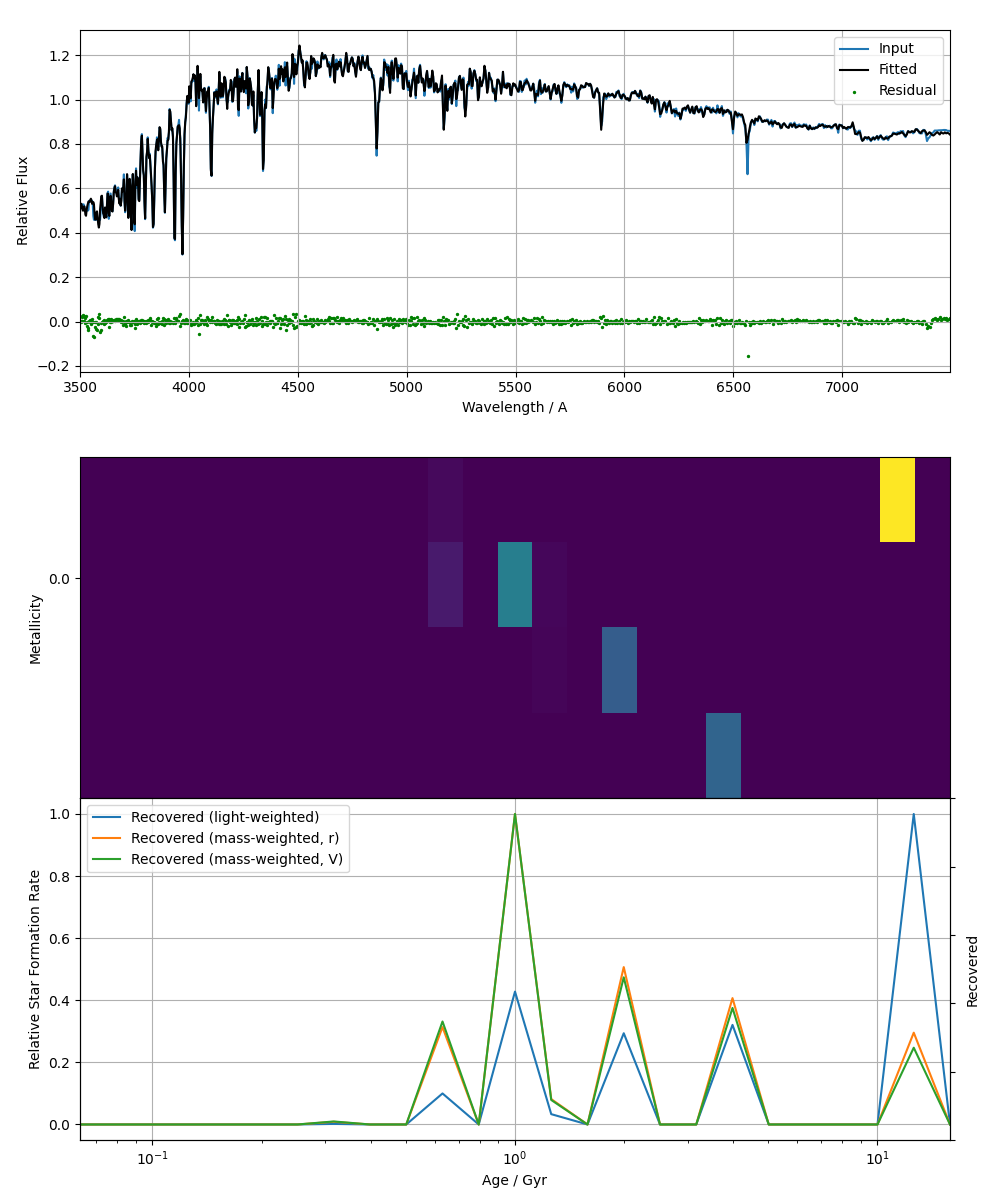 1.2
1.0
0.8
0.6
0.4
0.2
0.0
−0.2
Relative Flux
Input
Fitted
Residual
3500 4000 4500 5000 5500 6000 6500 7000
Wavelength / A
0.0
Metallicity
1.0
0.8
0.6
0.4
0.2
0.0
Relative Star Formation Rate
Recovered (light-weighted)
Recovered (mass-weighted, r)
Recovered (mass-weighted, V)
Recovered
10⁻¹ 10⁰ 10¹
Age / Gyr